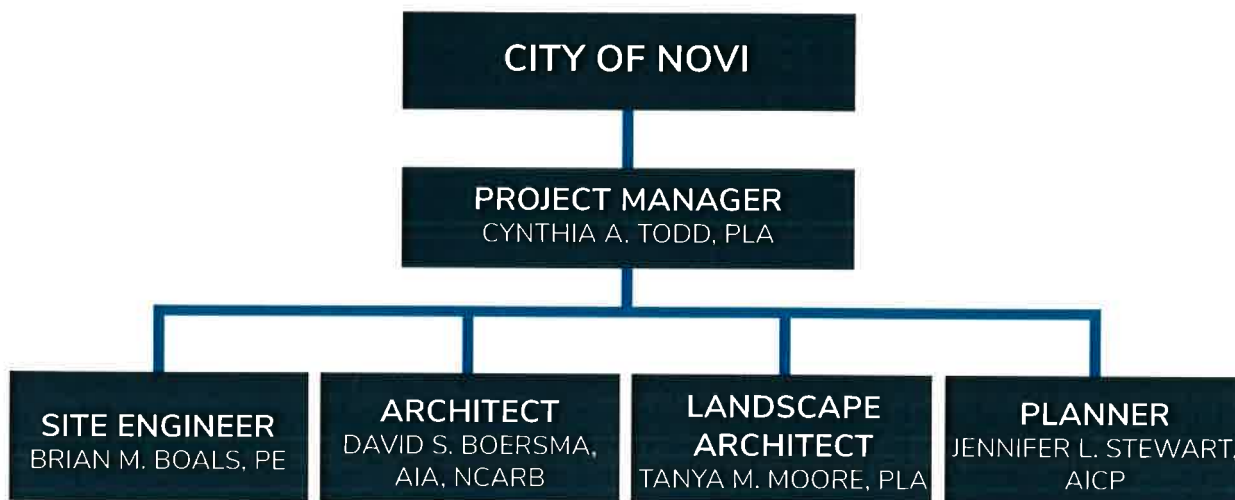 CITY OF NOVI
PROJECT MANAGER
CYNTHIA A. TODD, PLA
SITE ENGINEER
BRIAN M. BOALS, PE
ARCHITECT
DAVID S. BOERSMA,
AIA, NCARB
LANDSCAPE
ARCHITECT
TANYA M. MOORE, PLA
PLANNER
JENNIFER L. STEWART,
AICP